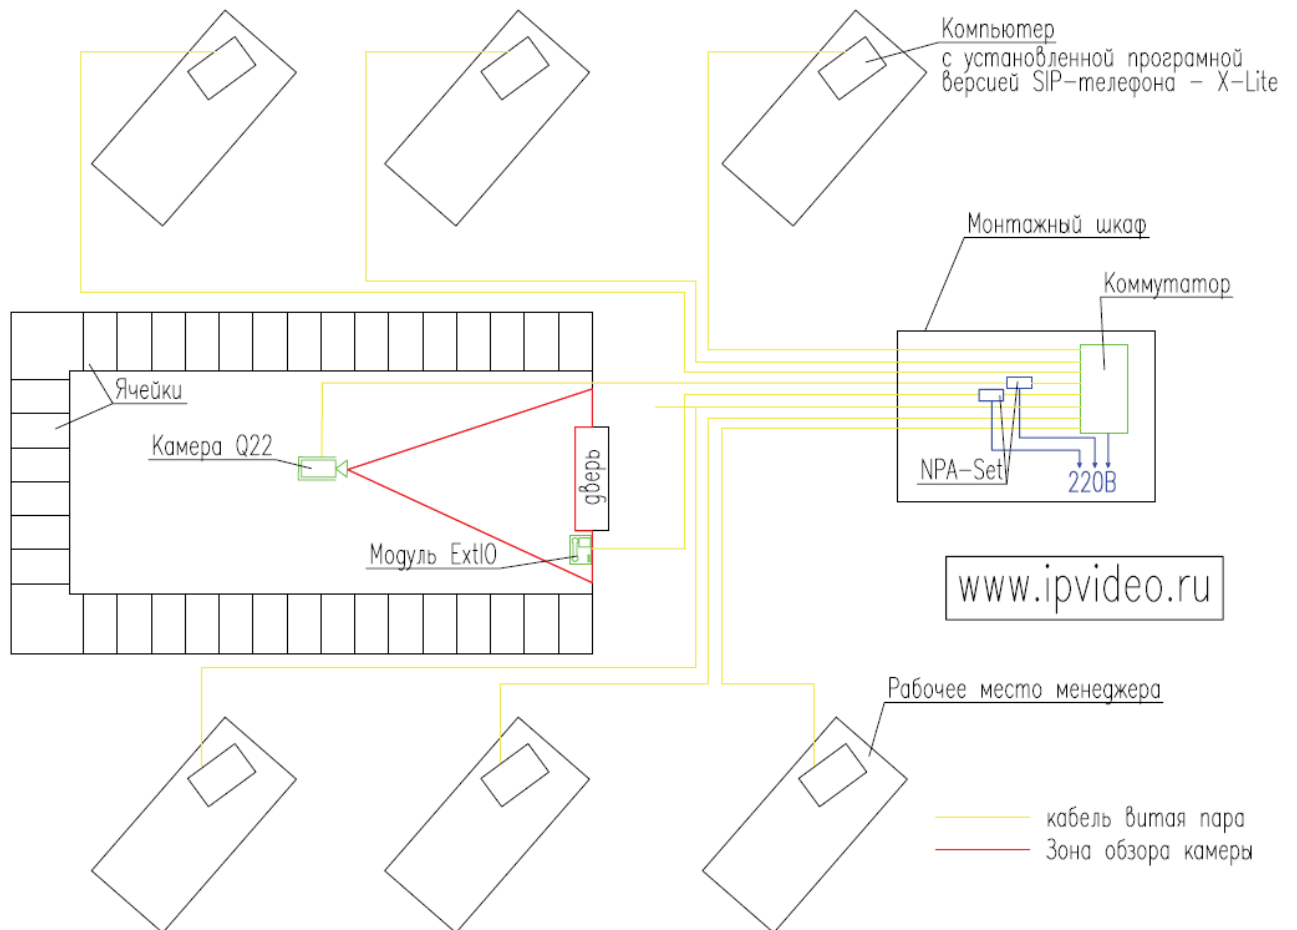 Компьютер
с установленной програмной
версией SIP-телефона - X-Lite
Монтажный шкаф
Коммутатор
Ячейки
Камера Q22
дверь
NPA-Set
220В
Модуль ExtIO
www.ipvideo.ru
Рабочее место менеджера
кабель витая пара
Зона обзора камеры